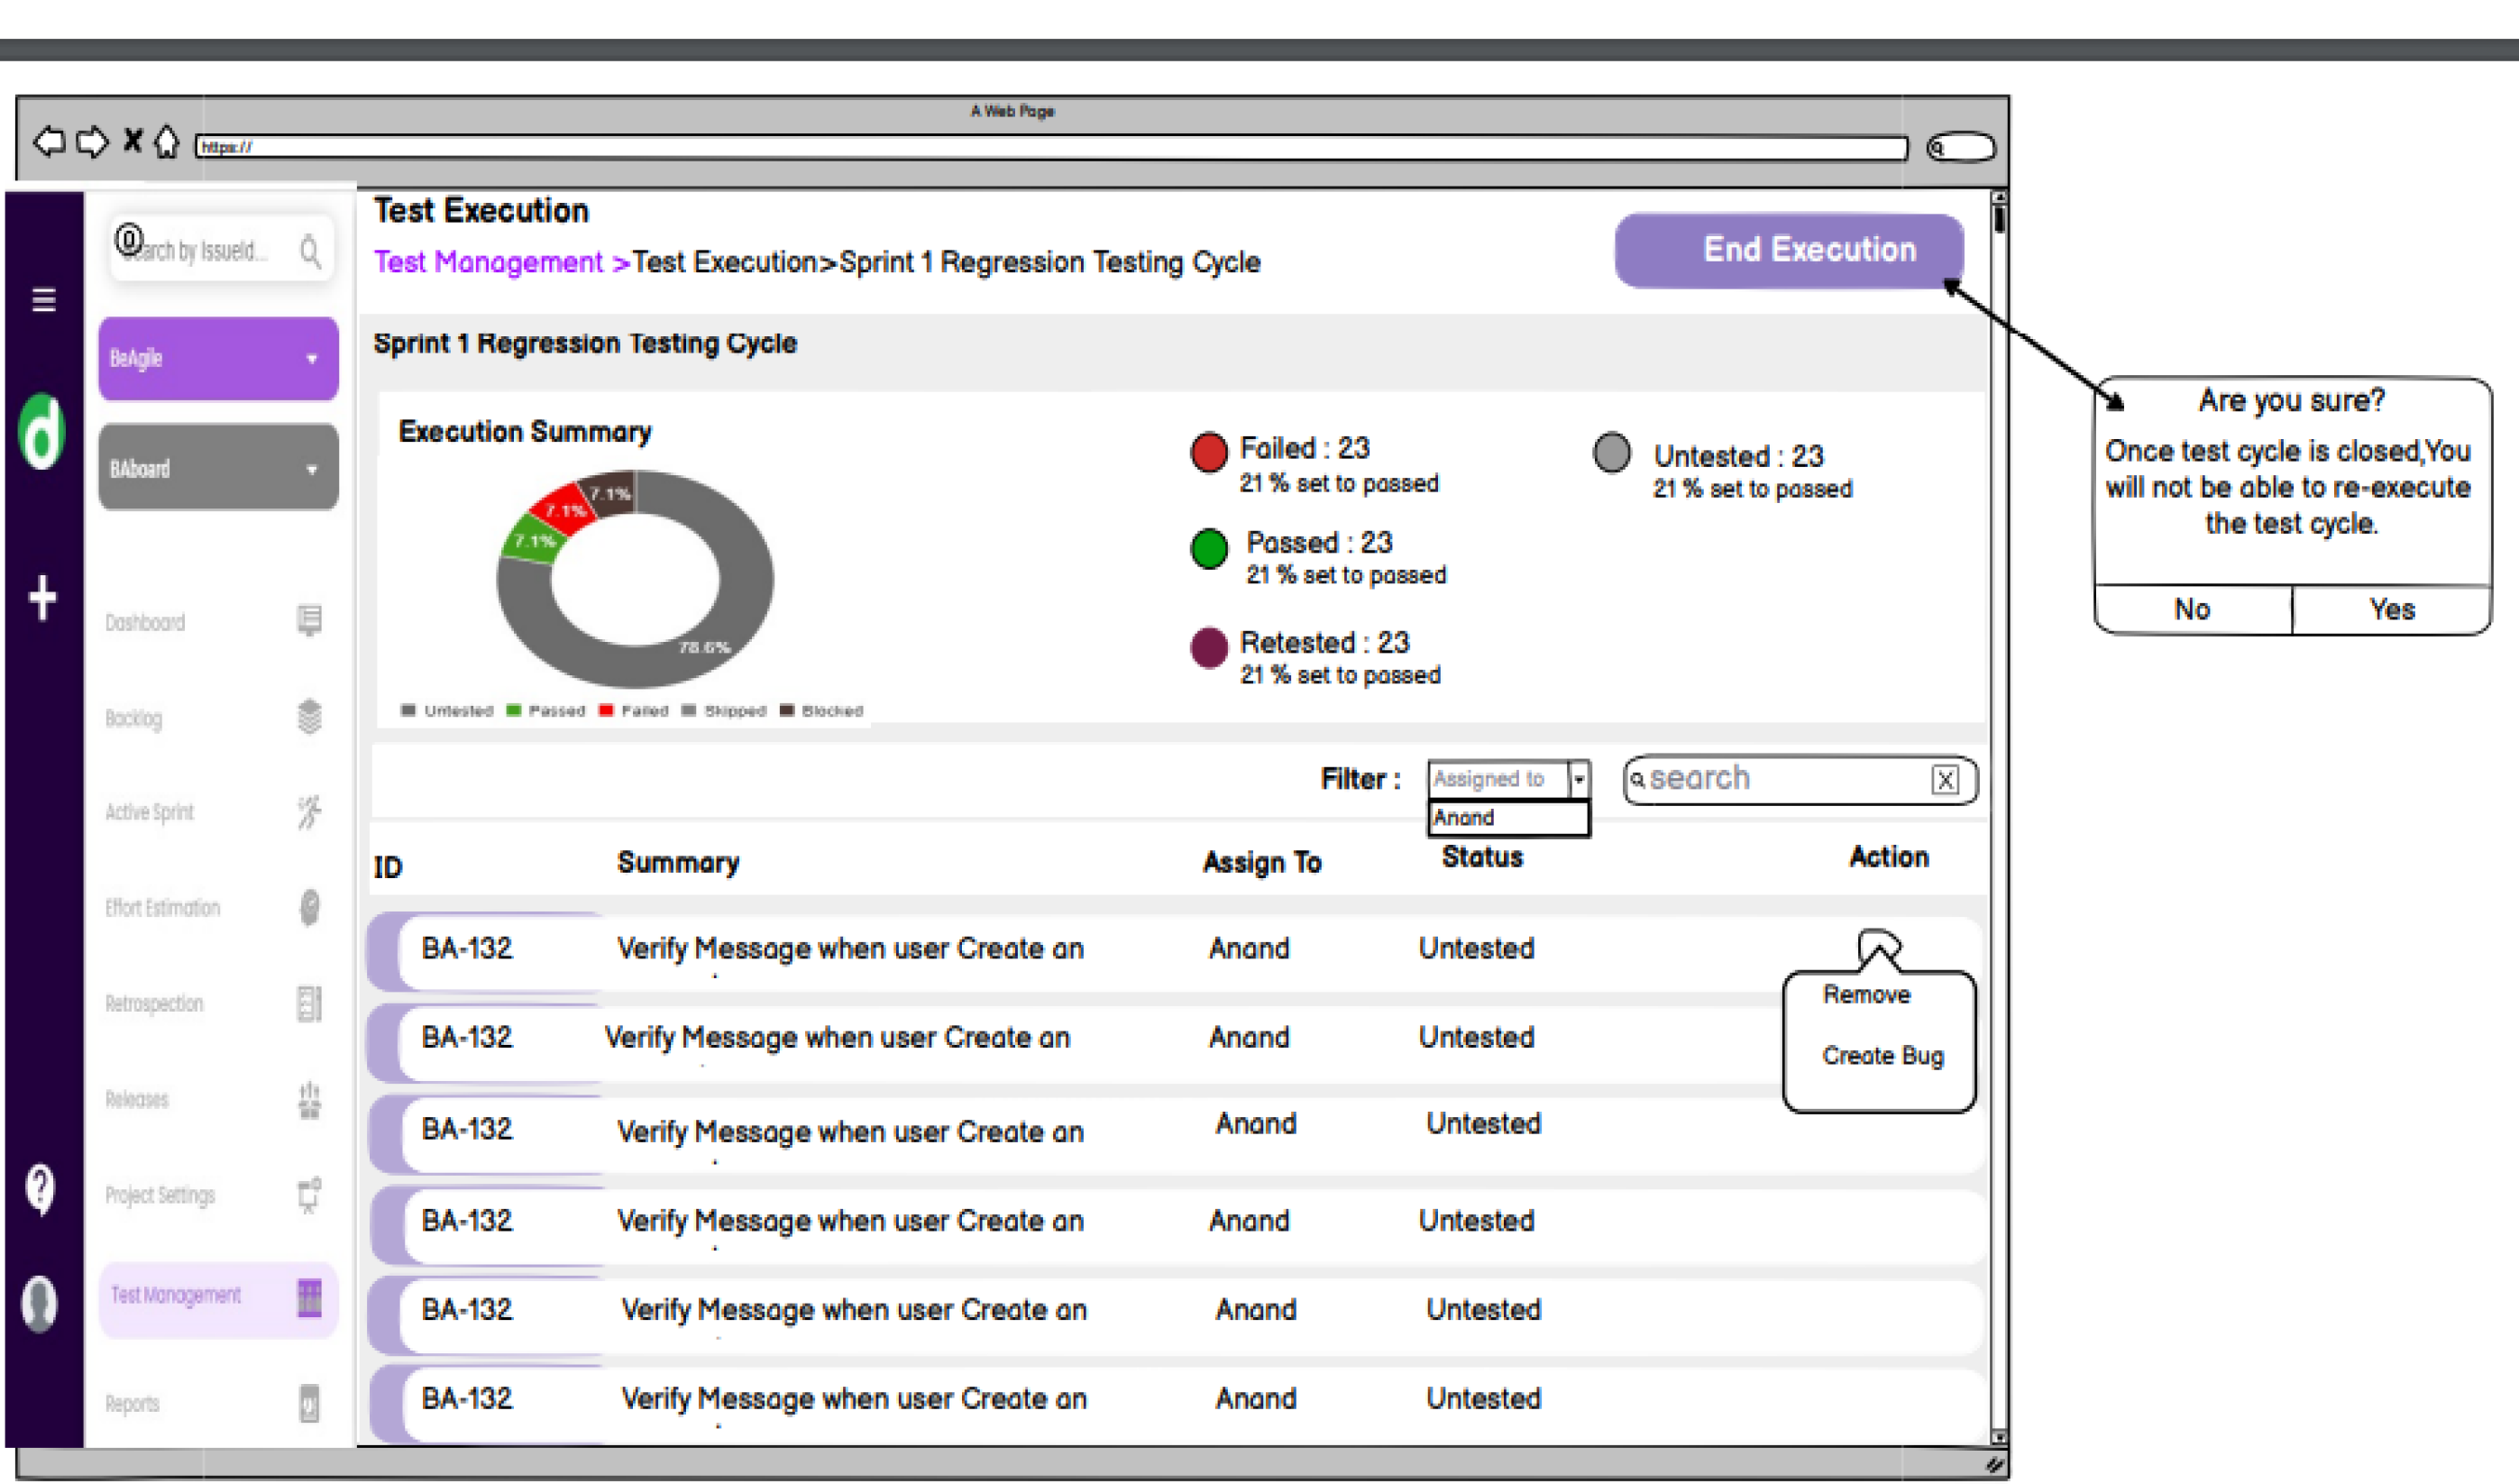 A Web Page
https://
Search by IssueId...
BeAgile
BAboard
Dashboard
Backlog
Active Sprint
Effort Estimation
Retrospection
Releases
Project Settings
Test Management
Reports
Test Execution
Test Management >Test Execution>Sprint 1 Regression Testing Cycle
End Execution
Sprint 1 Regression Testing Cycle
Execution Summary
7.1%
7.1%
7.1%
78.6%
Untested Passed Failed Skipped Blocked
Failed : 23
21 % set to passed
Passed : 23
21 % set to passed
Retested : 23
21 % set to passed
Untested : 23
21 % set to passed
Filter : Assigned to search
Anand
ID Summary Assign To Status Action
BA-132 Verify Message when user Create an Anand Untested
Remove
BA-132 Verify Message when user Create an Anand Untested
Create Bug
BA-132 Verify Message when user Create an Anand Untested
BA-132 Verify Message when user Create an Anand Untested
BA-132 Verify Message when user Create an Anand Untested
BA-132 Verify Message when user Create an Anand Untested
Are you sure?
Once test cycle is closed,You
will not be able to re-execute
the test cycle.
No Yes